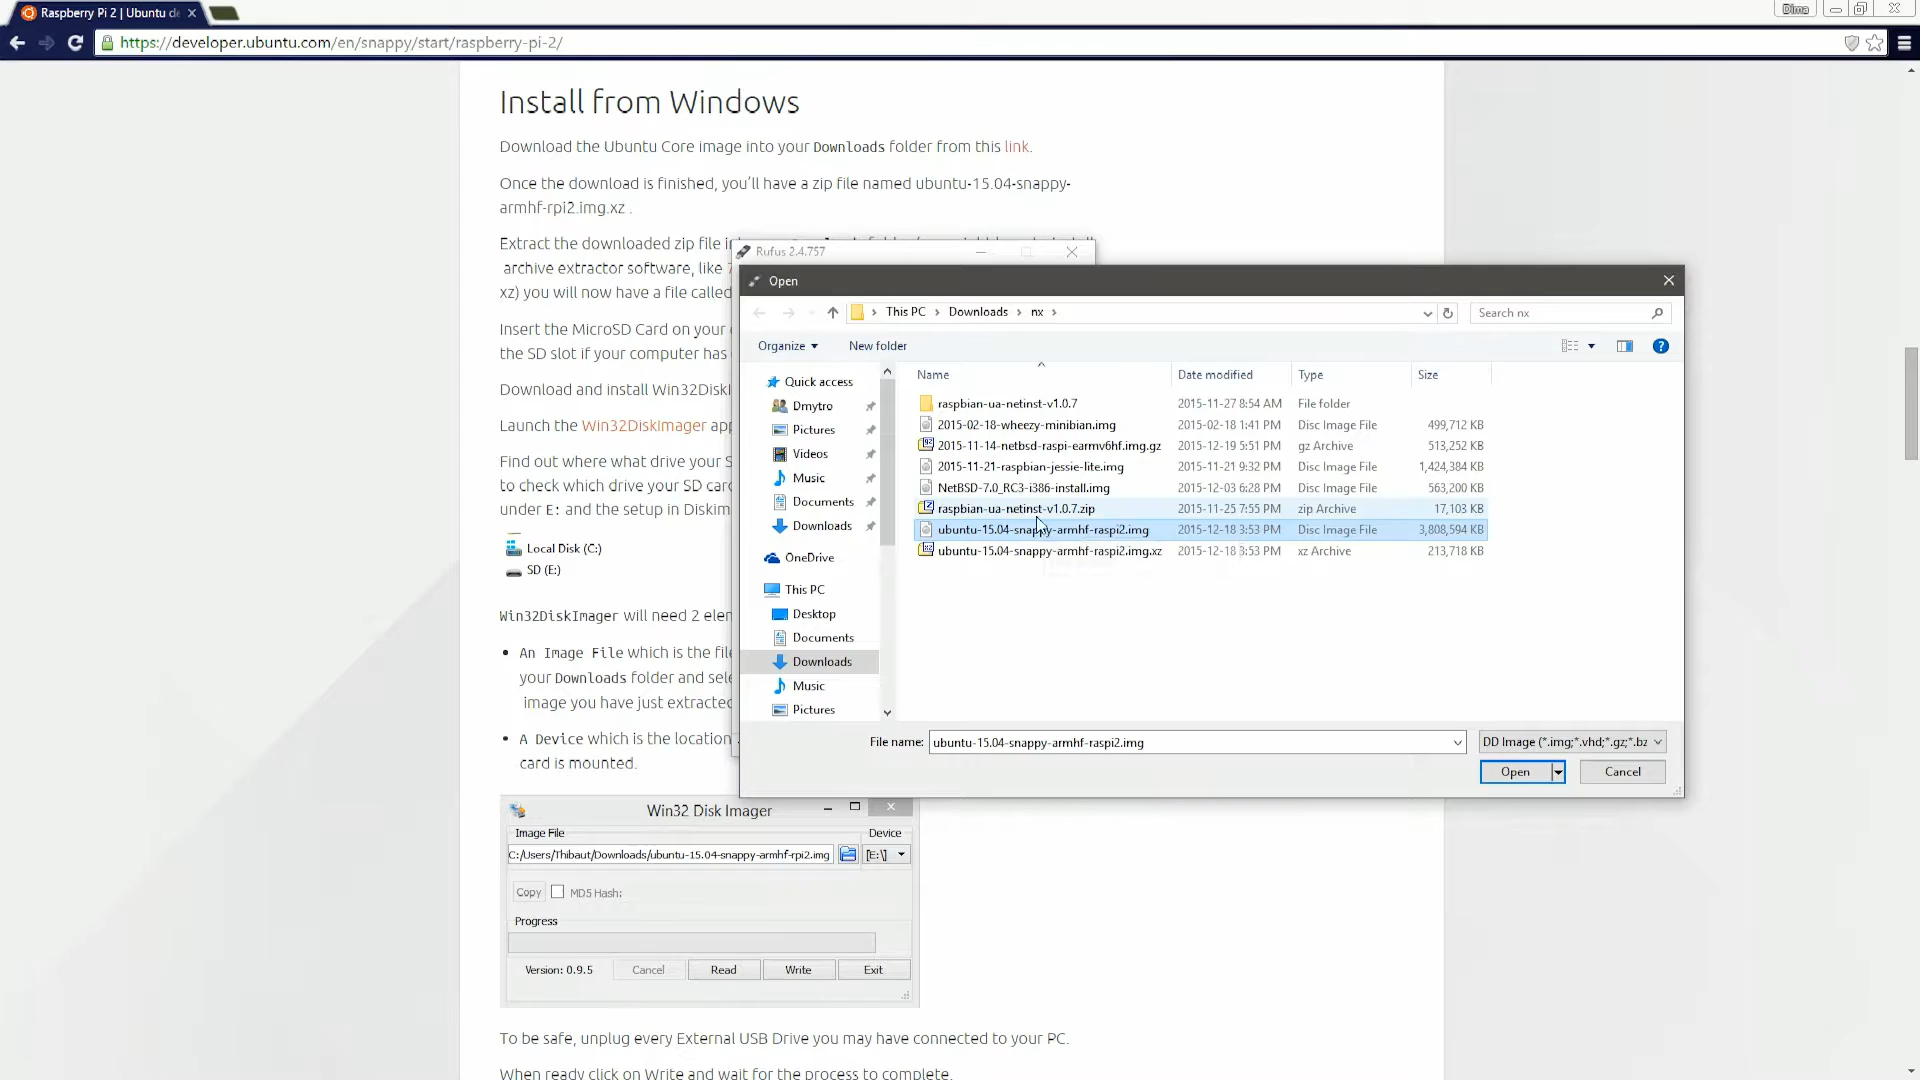 Raspberry Pi 2 | Ubuntu de
Dima
https://developer.ubuntu.com/en/snappy/start/raspberry-pi-2/
Install from Windows
Download the Ubuntu Core image into your Downloads folder from this link.
Once the download is finished, you'll have a zip file named ubuntu-15.04-snappy-
armhf-rpi2.img.xz .
Extract the downloaded zip file in
archive extractor software, like 7
xz) you will now have a file called
Insert the MicroSD Card on your
the SD slot if your computer has
Download and install Win32DiskI
Launch the Win32DiskImager app
Find out where what drive your S
to check which drive your SD card
under E: and the setup in Diskim
Local Disk (C:)
SD (E:)
Win32DiskImager will need 2 elem
• An Image File which is the file
your Downloads folder and sele
image you have just extracted
• A Device which is the location
card is mounted.
Win32 Disk Imager
Image File
Device
C:/Users/Thibaut/Downloads/ubuntu-15.04-snappy-armhf-rpi2.img
[E:\]
Copy
MD5 Hash:
Progress
Version: 0.9.5
Cancel
Read
Write
Exit
To be safe, unplug every External USB Drive you may have connected to your PC.
When ready click on Write and wait for the process to complete.
Rufus 2.4.757
Open
This PC > Downloads > nx >
Search nx
Organize
New folder
Quick access
Dmytro
Pictures
Videos
Music
Documents
Downloads
OneDrive
This PC
Desktop
Documents
Downloads
Music
Pictures
Name Date modified Type Size
raspbian-ua-netinst-v1.0.7 2015-11-27 8:54 AM File folder
2015-02-18-wheezy-minibian.img 2015-02-18 1:41 PM Disc Image File 499,712 KB
2015-11-14-netbsd-raspi-earmv6hf.img.gz 2015-12-19 5:51 PM gz Archive 513,252 KB
2015-11-21-raspbian-jessie-lite.img 2015-11-21 9:32 PM Disc Image File 1,424,384 KB
NetBSD-7.0_RC3-i386-install.img 2015-12-03 6:28 PM Disc Image File 563,200 KB
raspbian-ua-netinst-v1.0.7.zip 2015-11-25 7:55 PM zip Archive 17,103 KB
ubuntu-15.04-snappy-armhf-raspi2.img 2015-12-18 3:53 PM Disc Image File 3,808,594 KB
ubuntu-15.04-snappy-armhf-raspi2.img.xz 2015-12-18 3:53 PM xz Archive 213,718 KB
File name: ubuntu-15.04-snappy-armhf-raspi2.img
DD Image (*.img;*.vhd;*.gz;*.bz
Open
Cancel